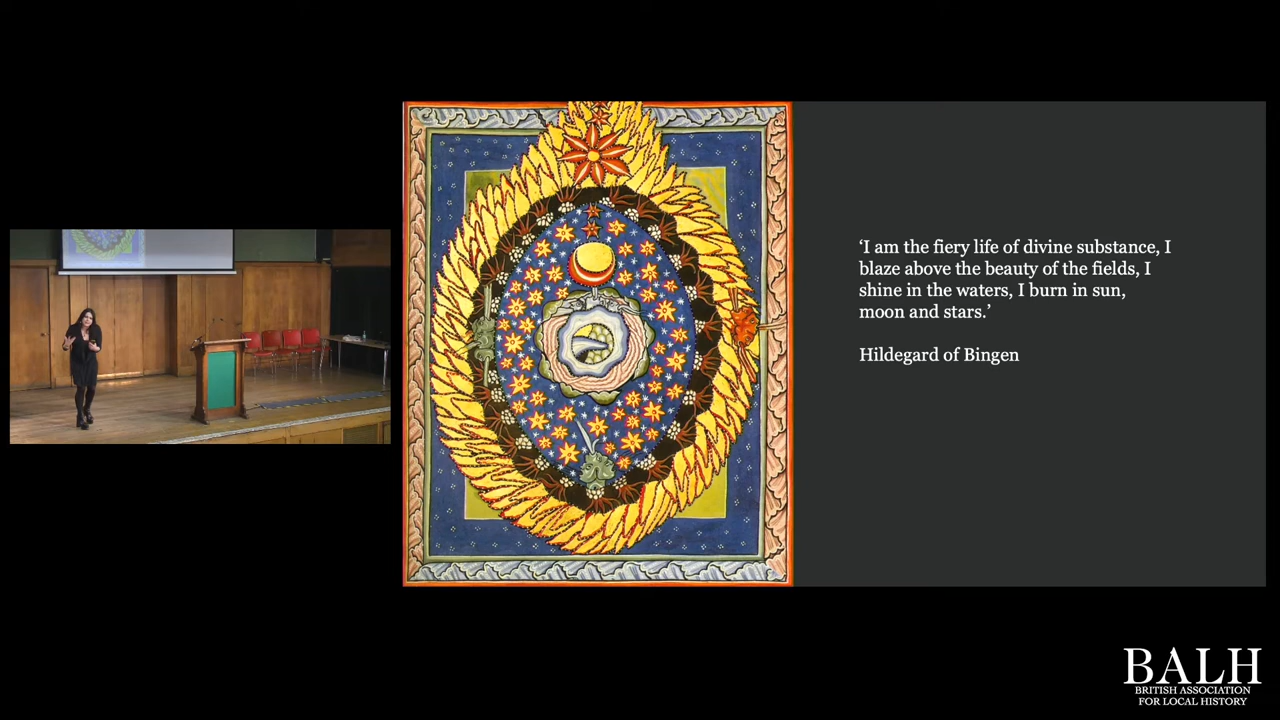 ‘I am the fiery life of divine substance, I
blaze above the beauty of the fields, I
shine in the waters, I burn in sun,
moon and stars.’
Hildegard of Bingen
BALH
BRITISH ASSOCIATION
FOR LOCAL HISTORY